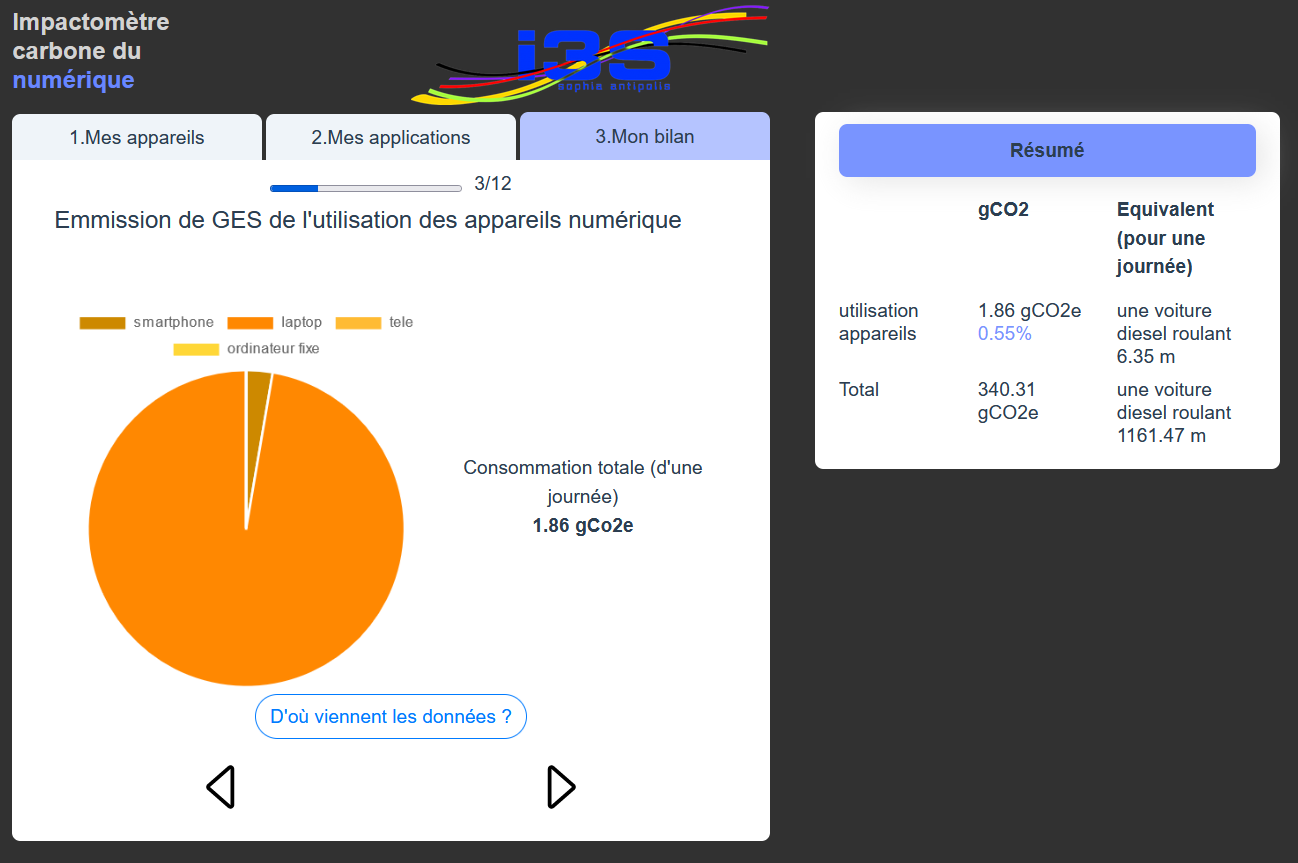 Impactomètre
carbone du
numérique
i3S
sophia antipolis
1.Mes appareils
2.Mes applications
3.Mon bilan
3/12
Emmission de GES de l'utilisation des appareils numérique
smartphone
laptop
tele
ordinateur fixe
Consommation totale (d'une
journée)
1.86 gCo2e
D'où viennent les données ?
Résumé
gCO2
Equivalent
(pour une
journée)
utilisation
appareils
1.86 gCO2e
0.55%
une voiture
diesel roulant
6.35 m
Total
340.31
gCO2e
une voiture
diesel roulant
1161.47 m